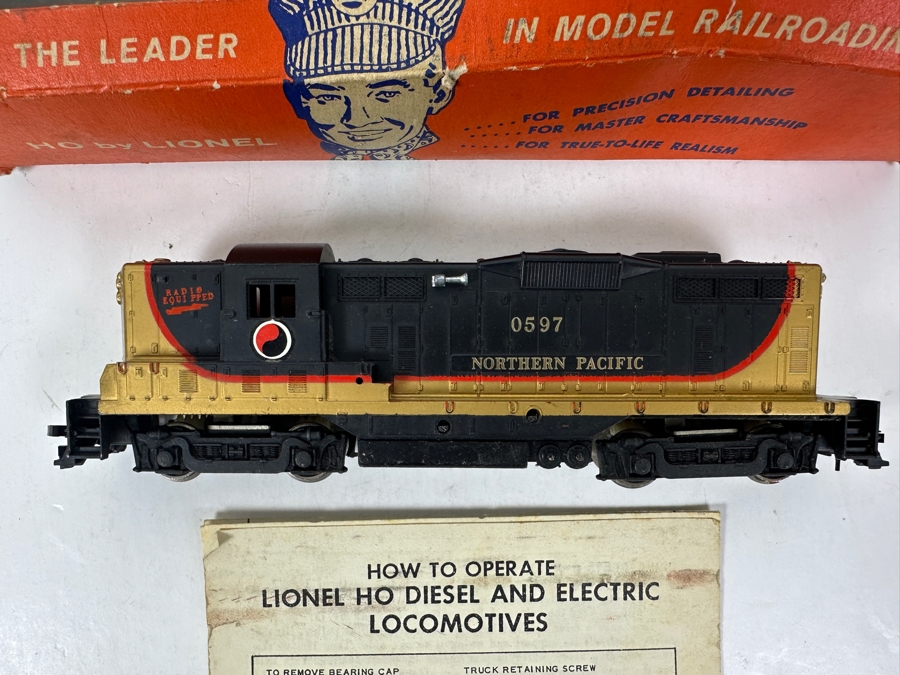 THE LEADER IN MODEL RAILROADIN
HO by LIONEL
.....FOR PRECISION DETAILING
.....FOR MASTER CRAFTSMANSHIP
.....FOR TRUE-TO-LIFE REALISM
RADIO
EQUIPPED
0597
NORTHERN PACIFIC
HOW TO OPERATE
LIONEL HO DIESEL AND ELECTRIC
LOCOMOTIVES
TO REMOVE BEARING CAP TRUCK RETAINING SCREW